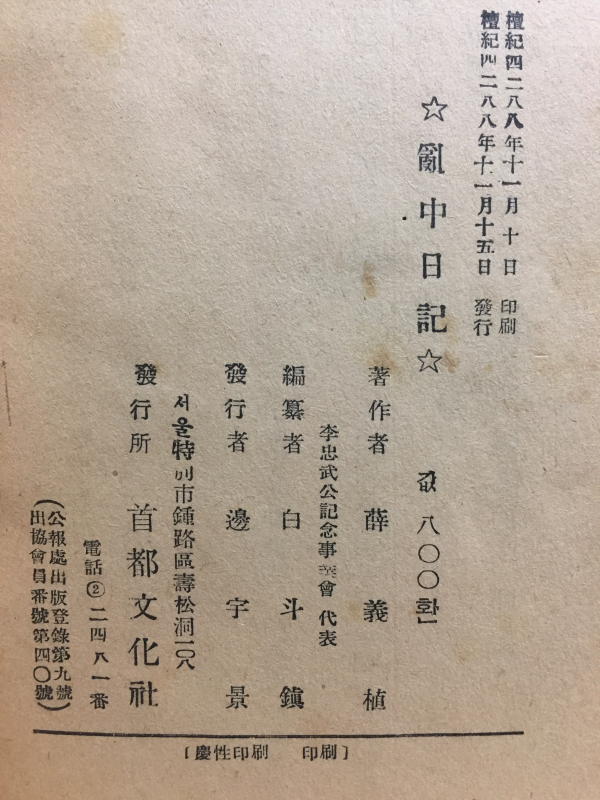 檀紀四二八八年十一月十日 印刷
檀紀四二八八年十一月十五日 發行
☆亂中日記☆ 값 八〇〇화
著作者 薛義植
李忠武公記念事業會 代表
編纂者 白斗鎭
發行者 邊宇景
서울特別市鍾路區壽松洞一〇八
發行所 首都文化社
電話②二四八一番
(公報處出版登錄第九號
出協會員番號第四〇號)
〔慶性印刷 印刷〕